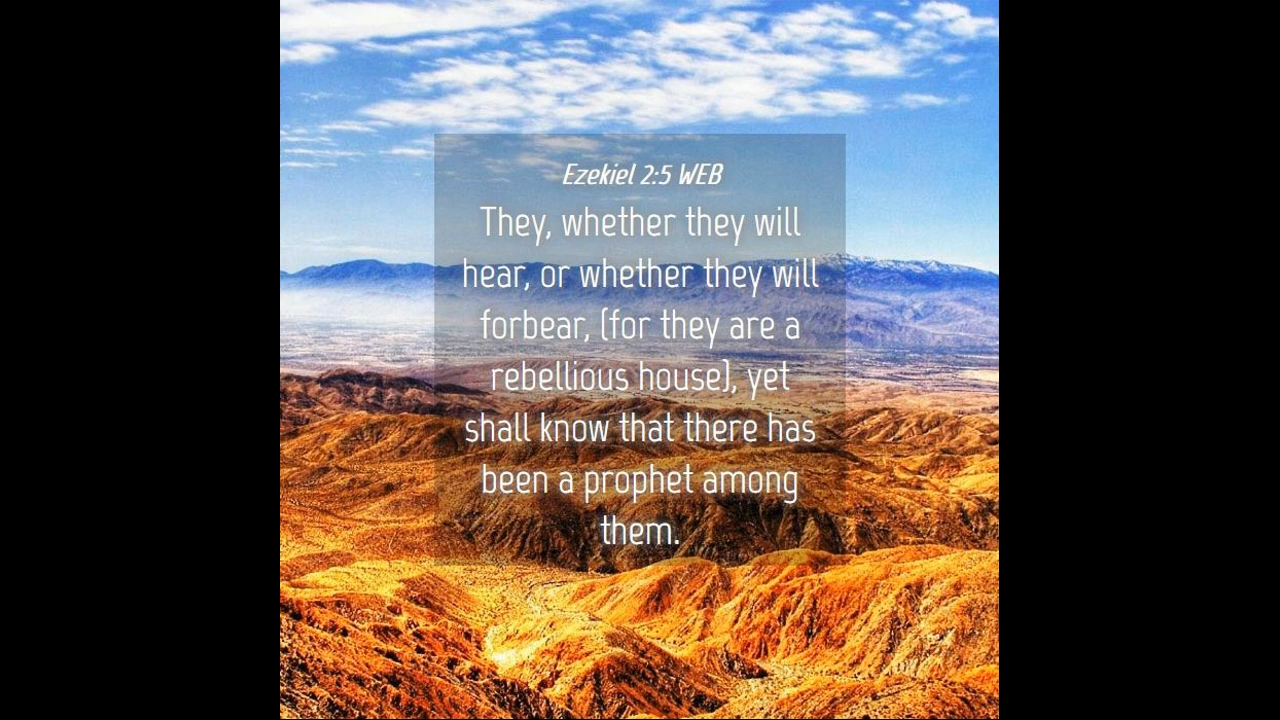 Ezekiel 2:5 WEB
They, whether they will
hear, or whether they will
forbear, (for they are a
rebellious house), yet
shall know that there has
been a prophet among
them.